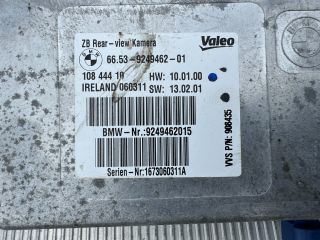 ZB Rear-view Kamera
Valeo
66.53-9249462-01
108 444 10 HW: 10.01.00
IRELAND 060311 SW: 13.02.01
BMW-Nr.:9249462015
Serien-Nr:1673060311A
VVS P/N: 908435